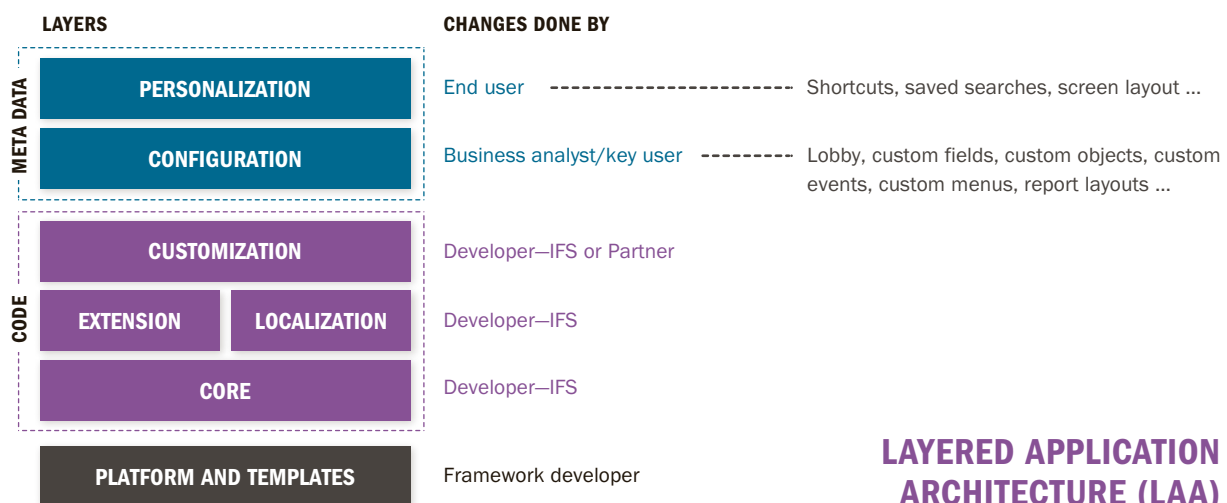 LAYERS
CHANGES DONE BY
META DATA
PERSONALIZATION
End user
Shortcuts, saved searches, screen layout ...
CONFIGURATION
Business analyst/key user
Lobby, custom fields, custom objects, custom
events, custom menus, report layouts ...
CODE
CUSTOMIZATION
Developer—IFS or Partner
EXTENSION
LOCALIZATION
Developer—IFS
CORE
Developer—IFS
PLATFORM AND TEMPLATES
Framework developer
LAYERED APPLICATION
ARCHITECTURE (LAA)